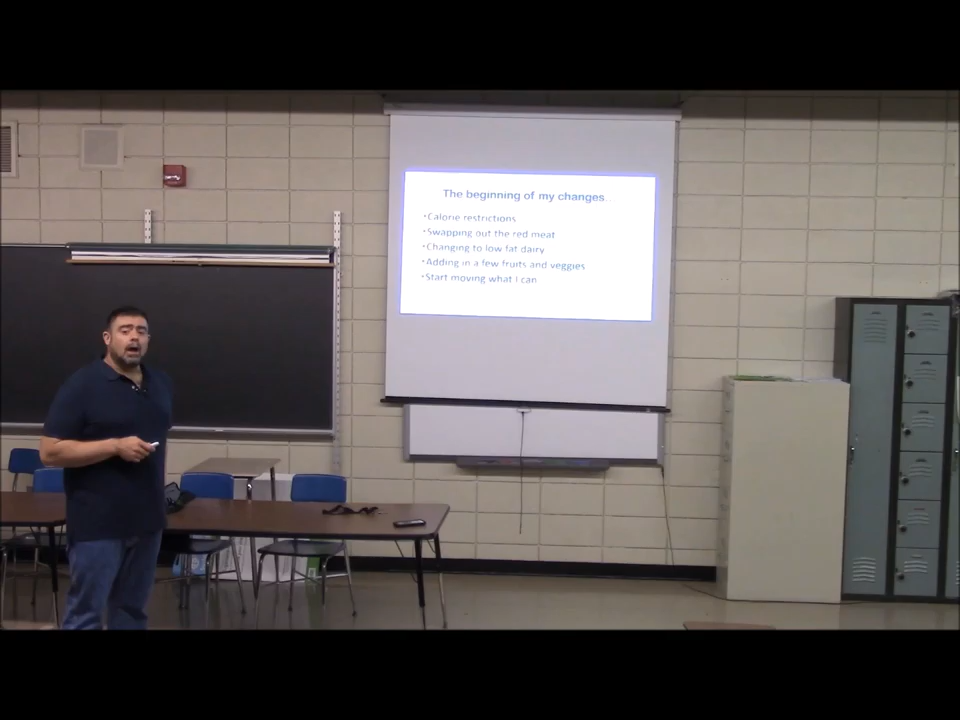 The beginning of my changes…
•Calorie restrictions
•Swapping out the red meat
•Changing to low fat dairy
•Adding in a few fruits and veggies
•Start moving what I can